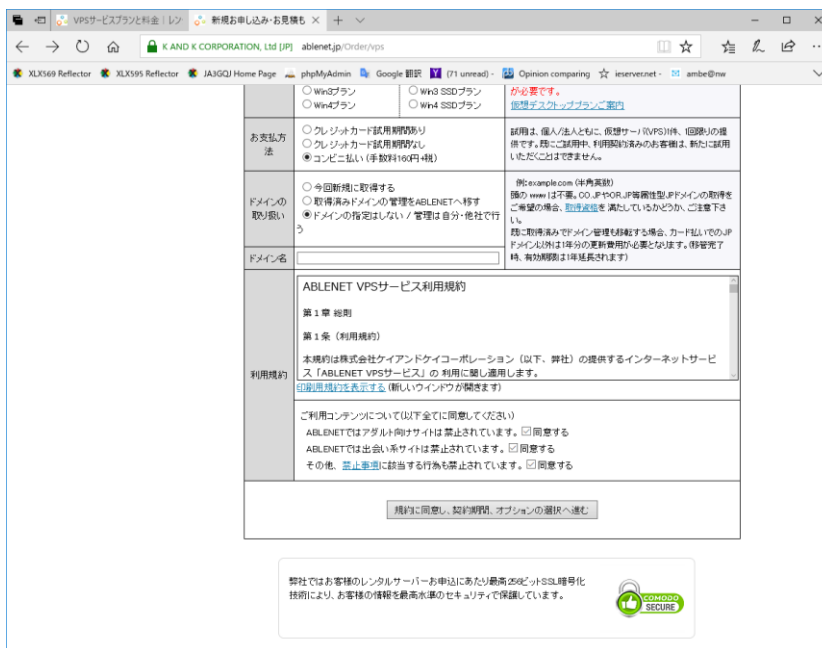 VPSサービスプランと料金｜レン
新規お申し込み・お見積も
K AND K CORPORATION, Ltd [JP]
ablenet.jp/Order/vps
XLX569 Reflector
XLX595 Reflector
JA3GQJ Home Page
phpMyAdmin
Google 翻訳
(71 unread) -
Opinion comparing
ieserver.net -
ambe@nw
Win3プラン
Win3 SSDプラン
Win4プラン
Win4 SSDプラン
が必要です。
仮想デスクトッププランご案内
お支払方
法
クレジットカード試用期間あり
クレジットカード試用期間なし
コンビニ払い (手数料160円+税)
試用は、個人/法人ともに、仮想サーバ(VPS)1件、1回限りの提
供です。既にご試用中、利用契約済みのお客様は、新たに試用
いただくことはできません。
ドメインの
取り扱い
今回新規に取得する
取得済みドメインの管理をABLENETへ移す
ドメインの指定はしない / 管理は自分・他社で行
う
例:example.com (半角英数)
頭の www は不要。CO.JPやOR.JP等属性型JPドメインの取得を
ご希望の場合、取得資格を 満たしているかどうか、ご注意下さ
い。
既に取得済みでドメイン管理も移転する場合、カード払いでのJP
ドメイン以外は1年分の更新費用が必要となります。(移管完了
時、有効期限は1年延長されます)
ドメイン名
利用規約
ABLENET VPSサービス利用規約
第１章 総則
第１条（利用規約）
本規約は株式会社ケイアンドケイコーポレーション（以下、弊社）の提供するインターネットサービ
ス「ABLENET VPSサービス」の 利用に関し適用します。
印刷用規約を表示する (新しいウインドウが開きます)
ご利用コンテンツについて(以下全てに同意してください)
ABLENETではアダルト向けサイトは禁止されています。同意する
ABLENETでは出会い系サイトは禁止されています。同意する
その他、禁止事項に該当する行為も禁止されています。同意する
規約に同意し、契約期間、オプションの選択へ進む
弊社ではお客様のレンタルサーバーお申込にあたり最高256ビットSSL暗号化
技術により、お客様の情報を最高水準のセキュリティで保護しています。
COMODO
SECURE